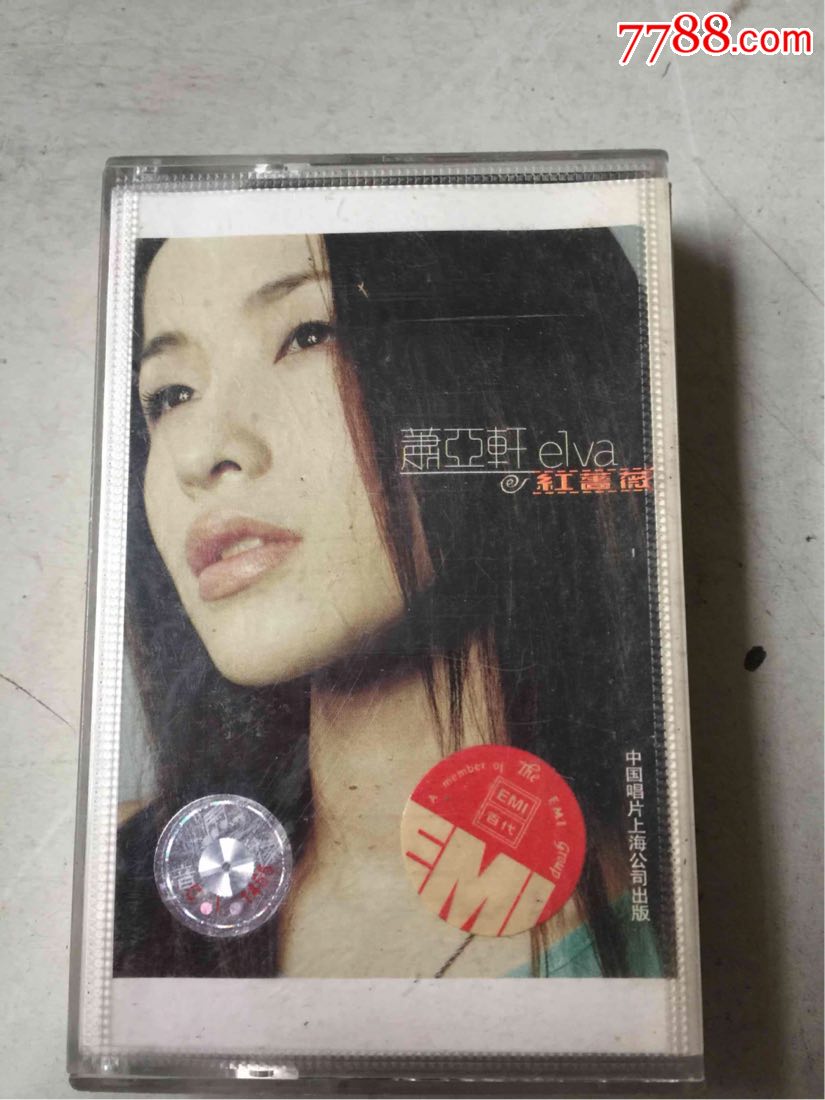 7788.com
蕭亞軒 elva
紅薔薇
A member of The EMI Group
EMI
百代
EMI
中国唱片上海公司出版
音